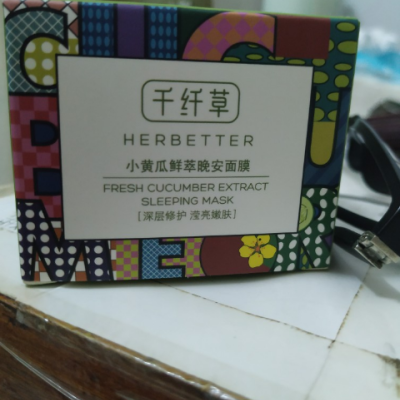 千纤草
HERBETTER
小黄瓜鲜萃晚安面膜
FRESH CUCUMBER EXTRACT
SLEEPING MASK
[深层修护 滢亮嫩肤]